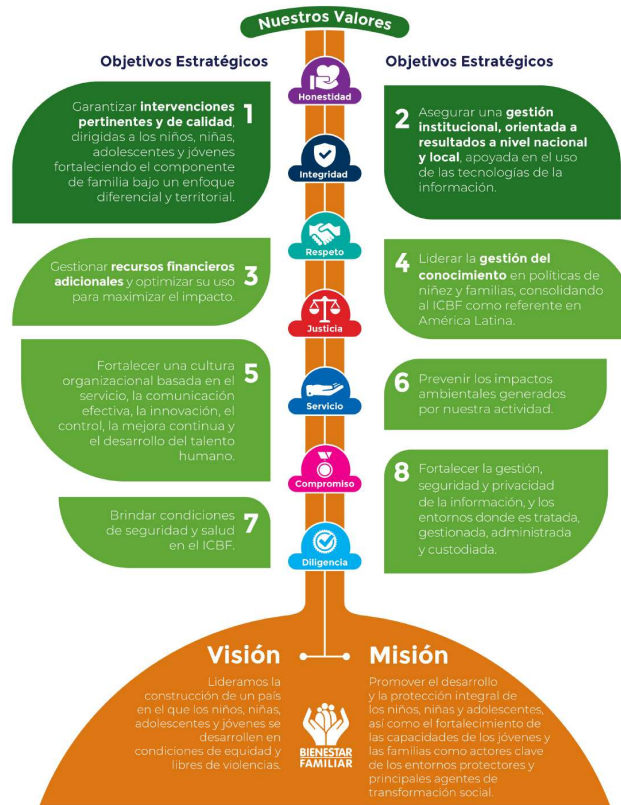 Nuestros Valores
Objetivos Estratégicos
Objetivos Estratégicos
Honestidad
1
Garantizar intervenciones
pertinentes y de calidad,
dirigidas a los niños, niñas,
adolescentes y jóvenes
fortaleciendo el componente
de familia bajo un enfoque
diferencial y territorial.
2
Asegurar una gestión
institucional, orientada a
resultados a nivel nacional
y local, apoyada en el uso
de las tecnologías de la
información.
Integridad
Respeto
3
Gestionar recursos financieros
adicionales y optimizar su uso
para maximizar el impacto.
4
Liderar la gestión del
conocimiento en políticas de
niñez y familias, consolidando
al ICBF como referente en
América Latina.
Justicia
5
Fortalecer una cultura
organizacional basada en el
servicio, la comunicación
efectiva, la innovación, el
control, la mejora continua y
el desarrollo del talento
humano.
6
Prevenir los impactos
ambientales generados
por nuestra actividad.
Servicio
Compromiso
7
Brindar condiciones
de seguridad y salud
en el ICBF.
8
Fortalecer la gestión,
seguridad y privacidad
de la información, y los
entornos donde es tratada,
gestionada, administrada
y custodiada.
Diligencia
Visión
Lideramos la
construcción de un país
en el que los niños, niñas,
adolescentes y jóvenes se
desarrollen en
condiciones de equidad y
libres de violencias.
Misión
Promover el desarrollo
y la protección integral de
los niños, niñas y adolescentes,
así como el fortalecimiento de
las capacidades de los jóvenes y
las familias como actores clave
de los entornos protectores y
principales agentes de
transformación social.
BIENESTAR
FAMILIAR